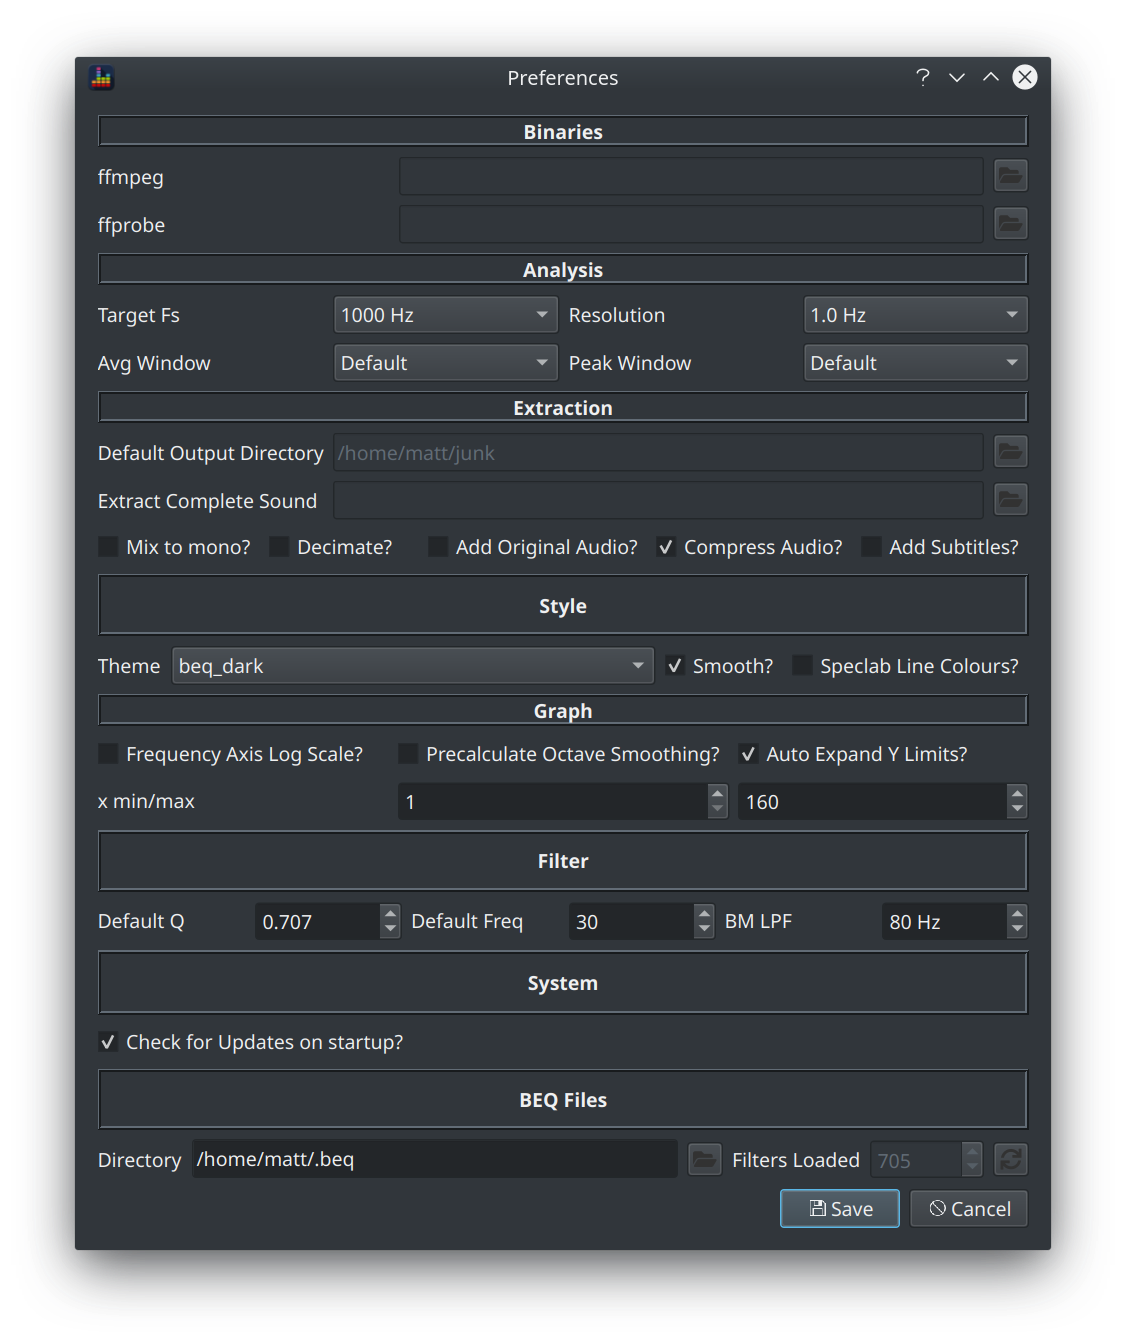 Preferences
Binaries
ffmpeg
ffprobe
Analysis
Target Fs 1000 Hz Resolution 1.0 Hz
Avg Window Default Peak Window Default
Extraction
Default Output Directory /home/matt/junk
Extract Complete Sound
Mix to mono? Decimate? Add Original Audio? Compress Audio? Add Subtitles?
Style
Theme beq_dark Smooth? Speclab Line Colours?
Graph
Frequency Axis Log Scale? Precalculate Octave Smoothing? Auto Expand Y Limits?
x min/max 1 160
Filter
Default Q 0.707 Default Freq 30 BM LPF 80 Hz
System
Check for Updates on startup?
BEQ Files
Directory /home/matt/.beq Filters Loaded 705
Save Cancel